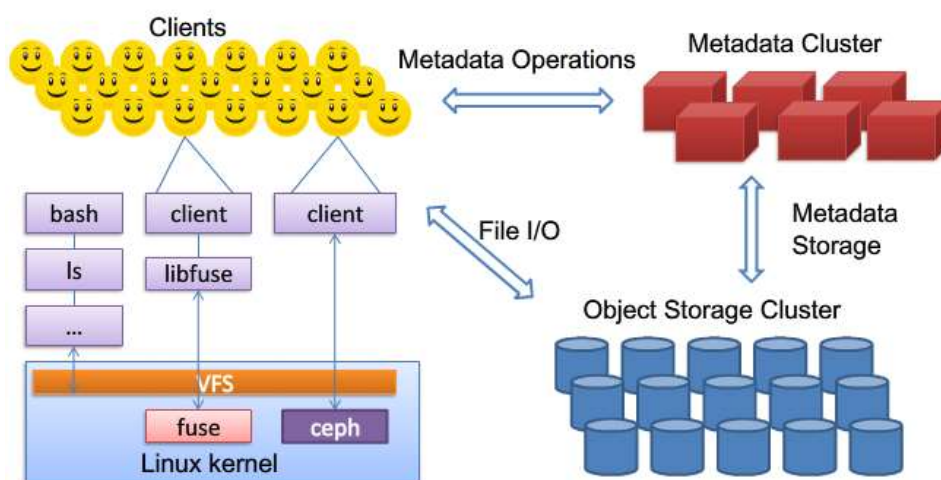 Clients
Metadata Operations
Metadata Cluster
bash
client
client
File I/O
Metadata
Storage
ls
libfuse
...
Object Storage Cluster
VFS
fuse
ceph
Linux kernel